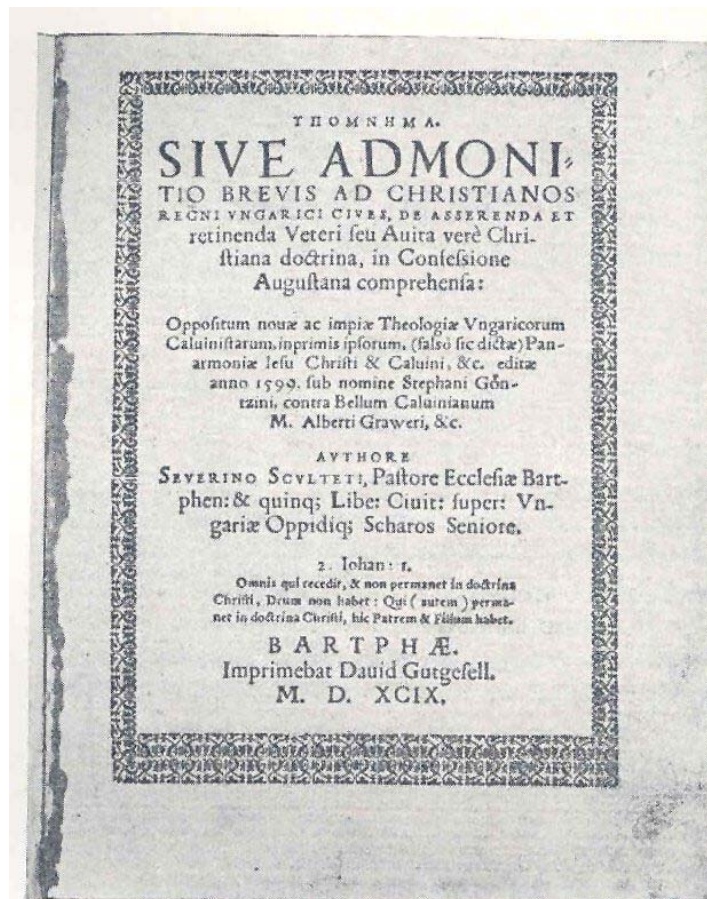 ΥΠΟΜΝΗΜΑ.
SIVE ADMONI-
TIO BREVIS AD CHRISTIANOS
REGNI VNGARICI CIVES, DE ASSERENDA ET
retinenda Veteri ſeu Auita verè Chri-
ſtiana doctrina, in Confeſsione
Auguſtana comprehenſa:
Oppoſitum nouæ ac impiæ Theologiæ Vngaricorum
Caluiniſtarum, inprimis ipſorum, (falsò ſic dictæ) Pan-
armoniæ Ieſu Chriſti & Caluini, &c. editæ
anno 1599. ſub nomine Stephani Gön-
tzini, contra Bellum Caluinianum
M. Alberti Graweri, &c.
AVTHORE
SEVERINO SCVLTETI, Paſtore Eccleſiæ Bart-
phen: & quinq; Libe: Ciuit: ſuper: Vn-
gariæ Oppidiq; Scharos Seniore.
2. Iohan: 1.
Omnis qui recedit, & non permanet in doctrina
Chriſti, Deum non habet: Qui (autem) perma-
net in doctrina Chriſti, hic Patrem & Filium habet.
BARTPHÆ.
Imprimebat Dauid Gutgeſell.
M. D. XCIX.